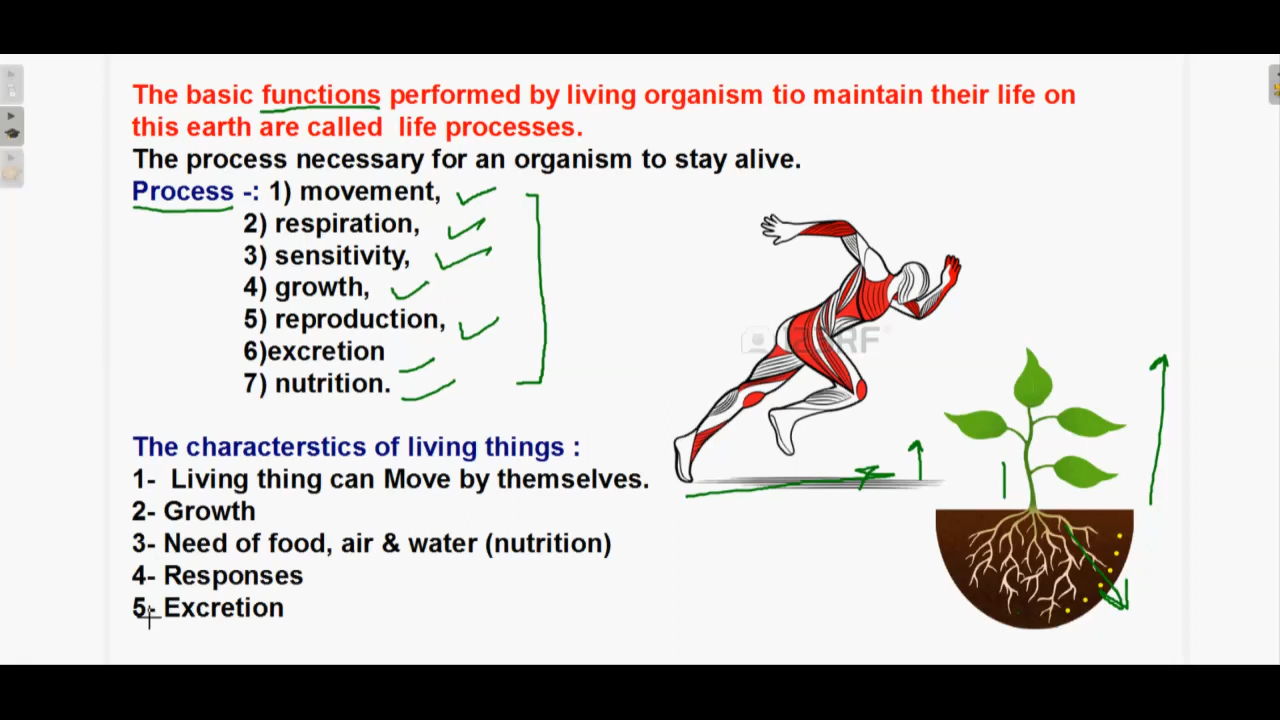 The basic functions performed by living organism tio maintain their life on
this earth are called life processes.
The process necessary for an organism to stay alive.
Process -: 1) movement,
2) respiration,
3) sensitivity,
4) growth,
5) reproduction,
6)excretion
7) nutrition.
The characterstics of living things :
1- Living thing can Move by themselves.
2- Growth
3- Need of food, air & water (nutrition)
4- Responses
5- Excretion